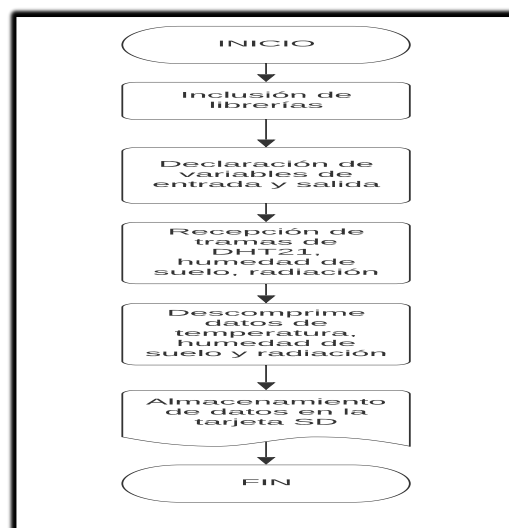 INICIO
Inclusión de
librerías
Declaración de
variables de
entrada y salida
Recepción de
tramas de
DHT21,
humedad de
suelo, radiación
Descomprime
datos de
temperatura,
humedad de
suelo y radiación
Almacenamiento
de datos en la
tarjeta SD
FIN